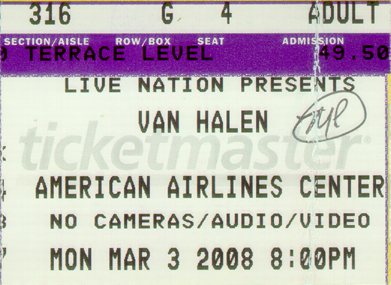 316 G 4 ADULT
SECTION/AISLE ROW/BOX SEAT ADMISSION
TERRACE LEVEL 49.50
LIVE NATION PRESENTS
VAN HALEN
ticketmaster
AMERICAN AIRLINES CENTER
NO CAMERAS/AUDIO/VIDEO
MON MAR 3 2008 8:00PM